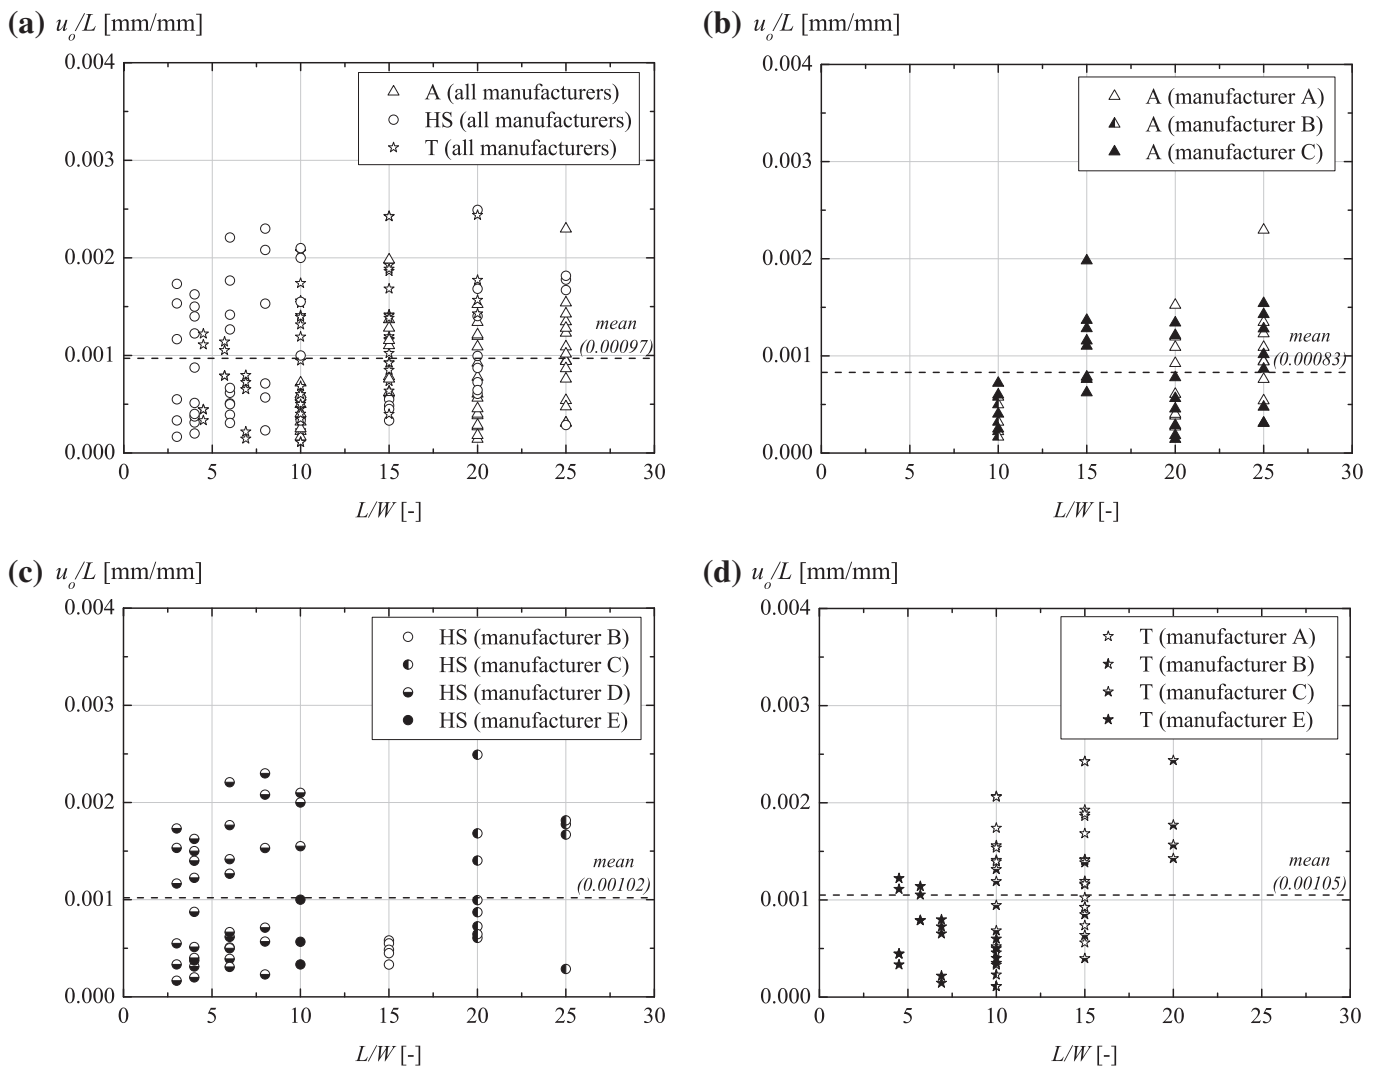 (a) uₒ/L [mm/mm]
0.004
0.003
0.002
0.001
0.000
0 5 10 15 20 25 30
L/W [-]
A (all manufacturers)
HS (all manufacturers)
T (all manufacturers)
mean
(0.00097)
(b) uₒ/L [mm/mm]
0.004
0.003
0.002
0.001
0.000
0 5 10 15 20 25 30
L/W [-]
A (manufacturer A)
A (manufacturer B)
A (manufacturer C)
mean
(0.00083)
(c) uₒ/L [mm/mm]
0.004
0.003
0.002
0.001
0.000
0 5 10 15 20 25 30
L/W [-]
HS (manufacturer B)
HS (manufacturer C)
HS (manufacturer D)
HS (manufacturer E)
mean
(0.00102)
(d) uₒ/L [mm/mm]
0.004
0.003
0.002
0.001
0.000
0 5 10 15 20 25 30
L/W [-]
T (manufacturer A)
T (manufacturer B)
T (manufacturer C)
T (manufacturer E)
mean
(0.00105)